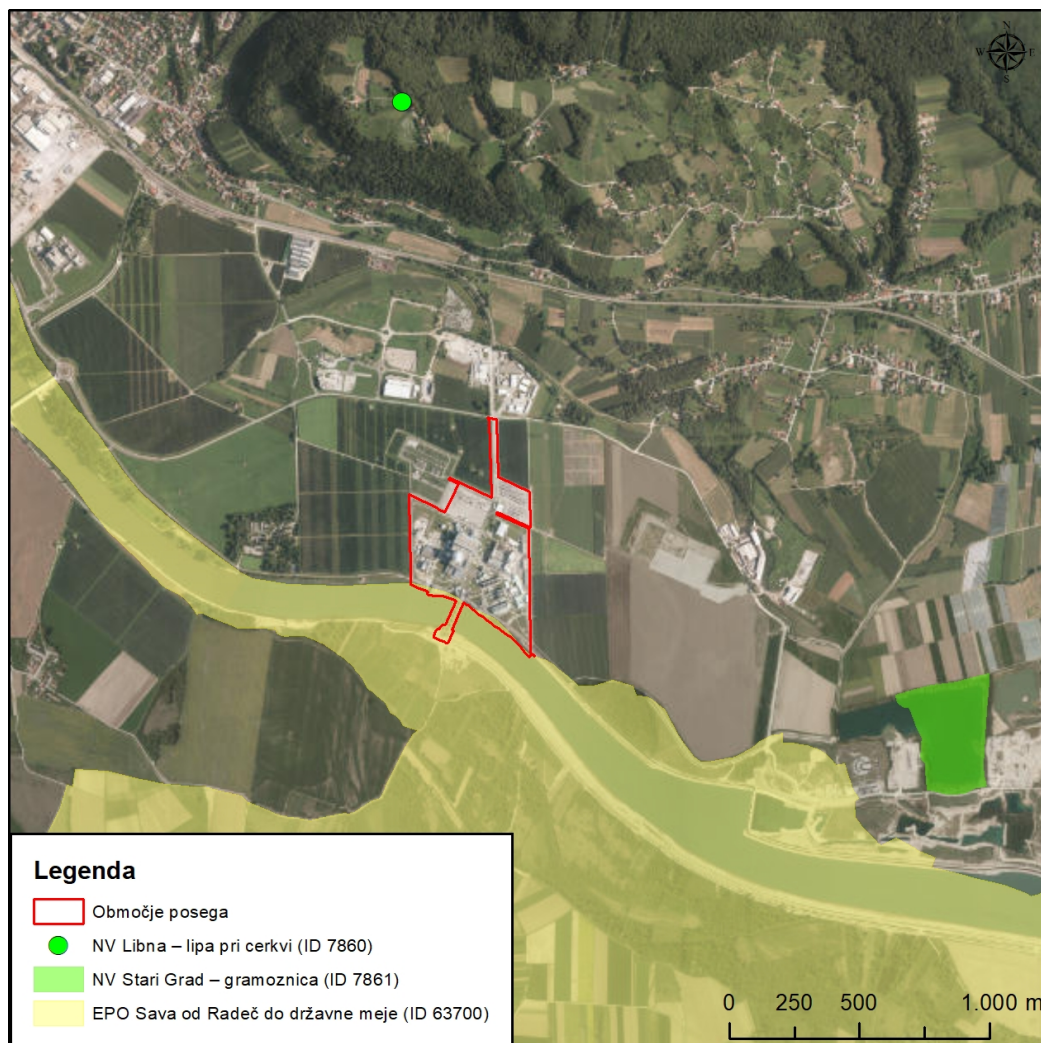 N
W E
S
Legenda
Območje posega
NV Libna – lipa pri cerkvi (ID 7860)
NV Stari Grad – gramoznica (ID 7861)
EPO Sava od Radeč do državne meje (ID 63700)
0 250 500 1.000 m